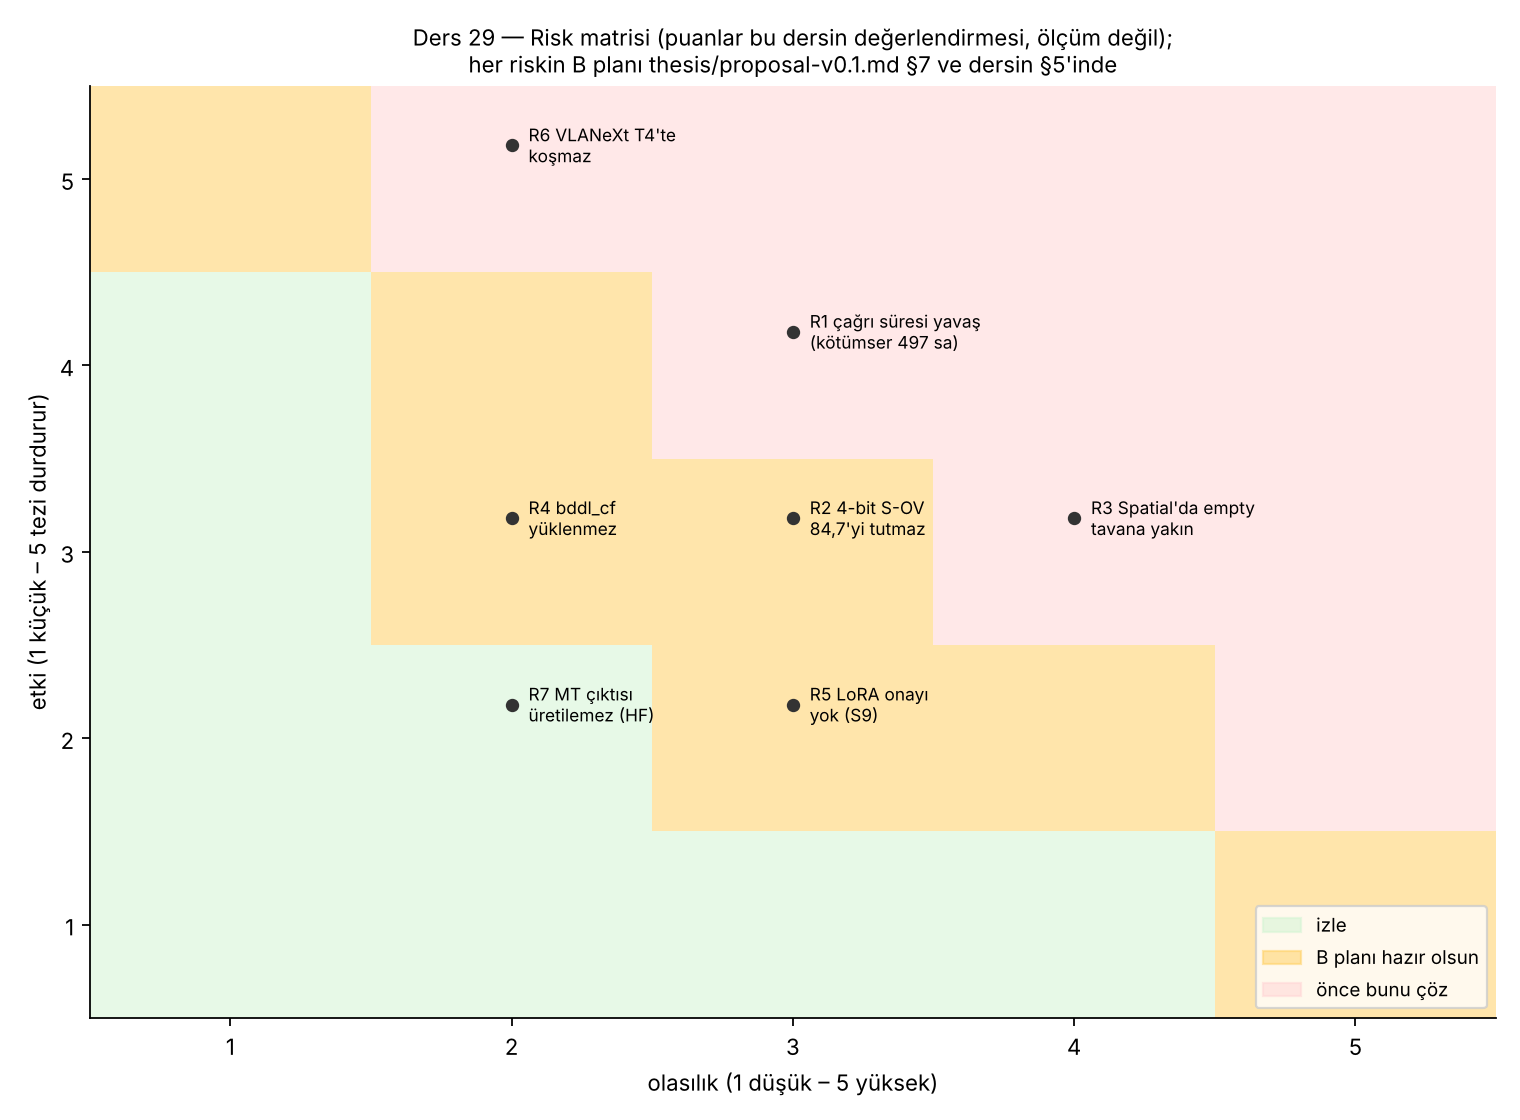 Ders 29 — Risk matrisi (puanlar bu dersin değerlendirmesi, ölçüm değil);
her riskin B planı thesis/proposal-v0.1.md §7 ve dersin §5'inde
etki (1 küçük – 5 tezi durdurur)
5
4
3
2
1
R6 VLANeXt T4'te
koşmaz
R1 çağrı süresi yavaş
(kötümser 497 sa)
R4 bddl_cf
yüklenmez
R2 4-bit S-OV
84,7'yi tutmaz
R3 Spatial'da empty
tavana yakın
R7 MT çıktısı
üretilemez (HF)
R5 LoRA onayı
yok (S9)
izle
B planı hazır olsun
önce bunu çöz
1
2
3
4
5
olasılık (1 düşük – 5 yüksek)